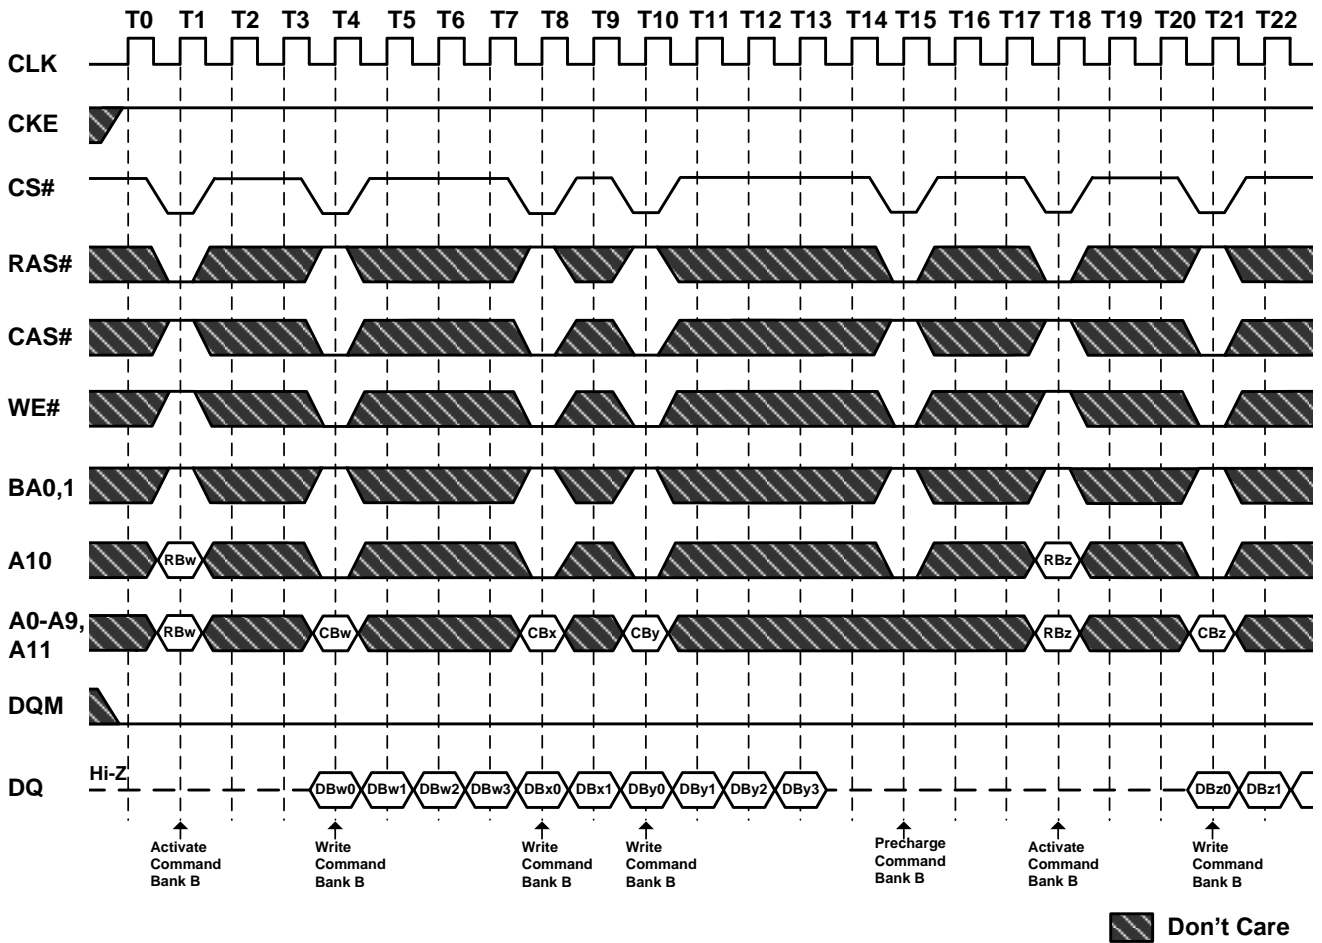 T0 T1 T2 T3 T4 T5 T6 T7 T8 T9 T10 T11 T12 T13 T14 T15 T16 T17 T18 T19 T20 T21 T22
CLK
CKE
CS#
RAS#
CAS#
WE#
BA0,1
A10 RBw RBz
A0-A9,
A11
RBw CBw CBx CBy RBz CBz
DQM
Hi-Z
DQ DBw0 DBw1 DBw2 DBw3 DBx0 DBx1 DBy0 DBy1 DBy2 DBy3 DBz0 DBz1
Activate
Command
Bank B
Write
Command
Bank B
Write
Command
Bank B
Write
Command
Bank B
Precharge
Command
Bank B
Activate
Command
Bank B
Write
Command
Bank B
Don't Care